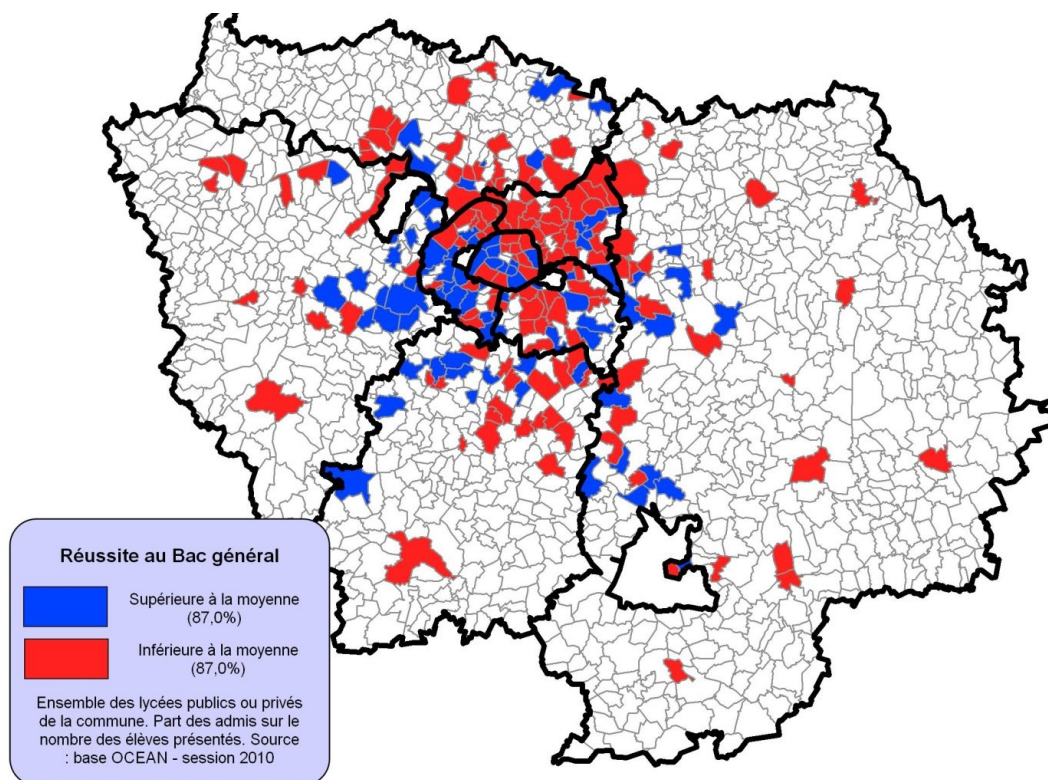 Réussite au Bac général
Supérieure à la moyenne
(87,0%)
Inférieure à la moyenne
(87,0%)
Ensemble des lycées publics ou privés
de la commune. Part des admis sur le
nombre des élèves présentés. Source
: base OCEAN - session 2010